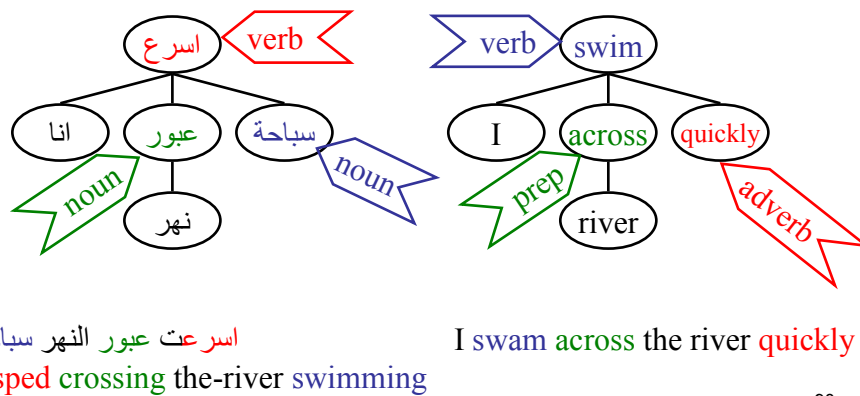 اسرع verb verb swim
انا عبور سباحة I across quickly
noun noun prep adverb
نهر river
اسرعت عبور النهر
I swam across the river quickly
sped crossing the-river swimming